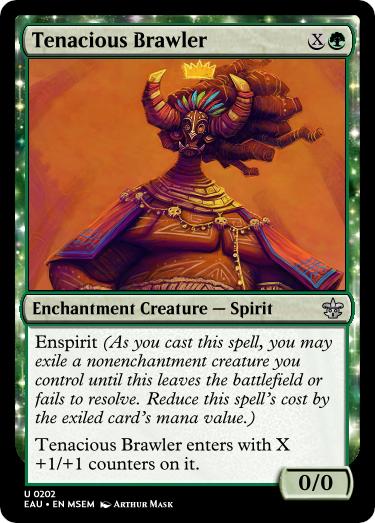 Tenacious Brawler X
Enchantment Creature — Spirit
Enspirit (As you cast this spell, you may
exile a nonenchantment creature you
control until this leaves the battlefield or
fails to resolve. Reduce this spell's cost by
the exiled card's mana value.)
Tenacious Brawler enters with X
+1/+1 counters on it.
0/0
U 0202
EAU • EN MSEM Arthur Mask